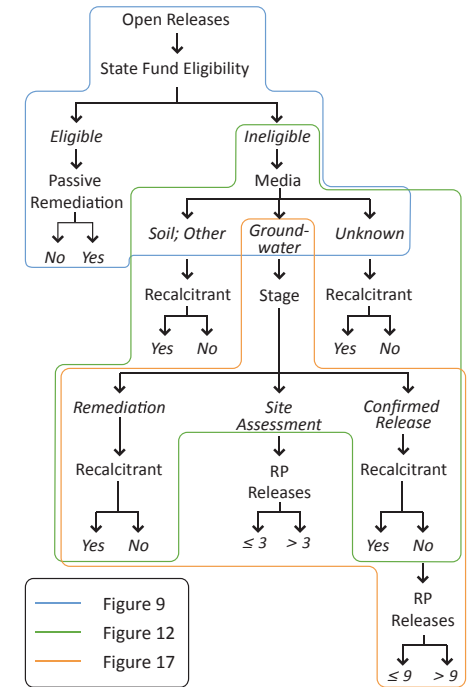 Open Releases
State Fund Eligibility
Eligible
Ineligible
Passive
Remediation
Media
No
Yes
Soil; Other
Ground-
water
Unknown
Recalcitrant
Stage
Recalcitrant
Yes
No
Yes
No
Remediation
Site
Assessment
Confirmed
Release
Recalcitrant
RP
Releases
Recalcitrant
Yes
No
≤ 3
> 3
Yes
No
RP
Releases
≤ 9
> 9
Figure 9
Figure 12
Figure 17